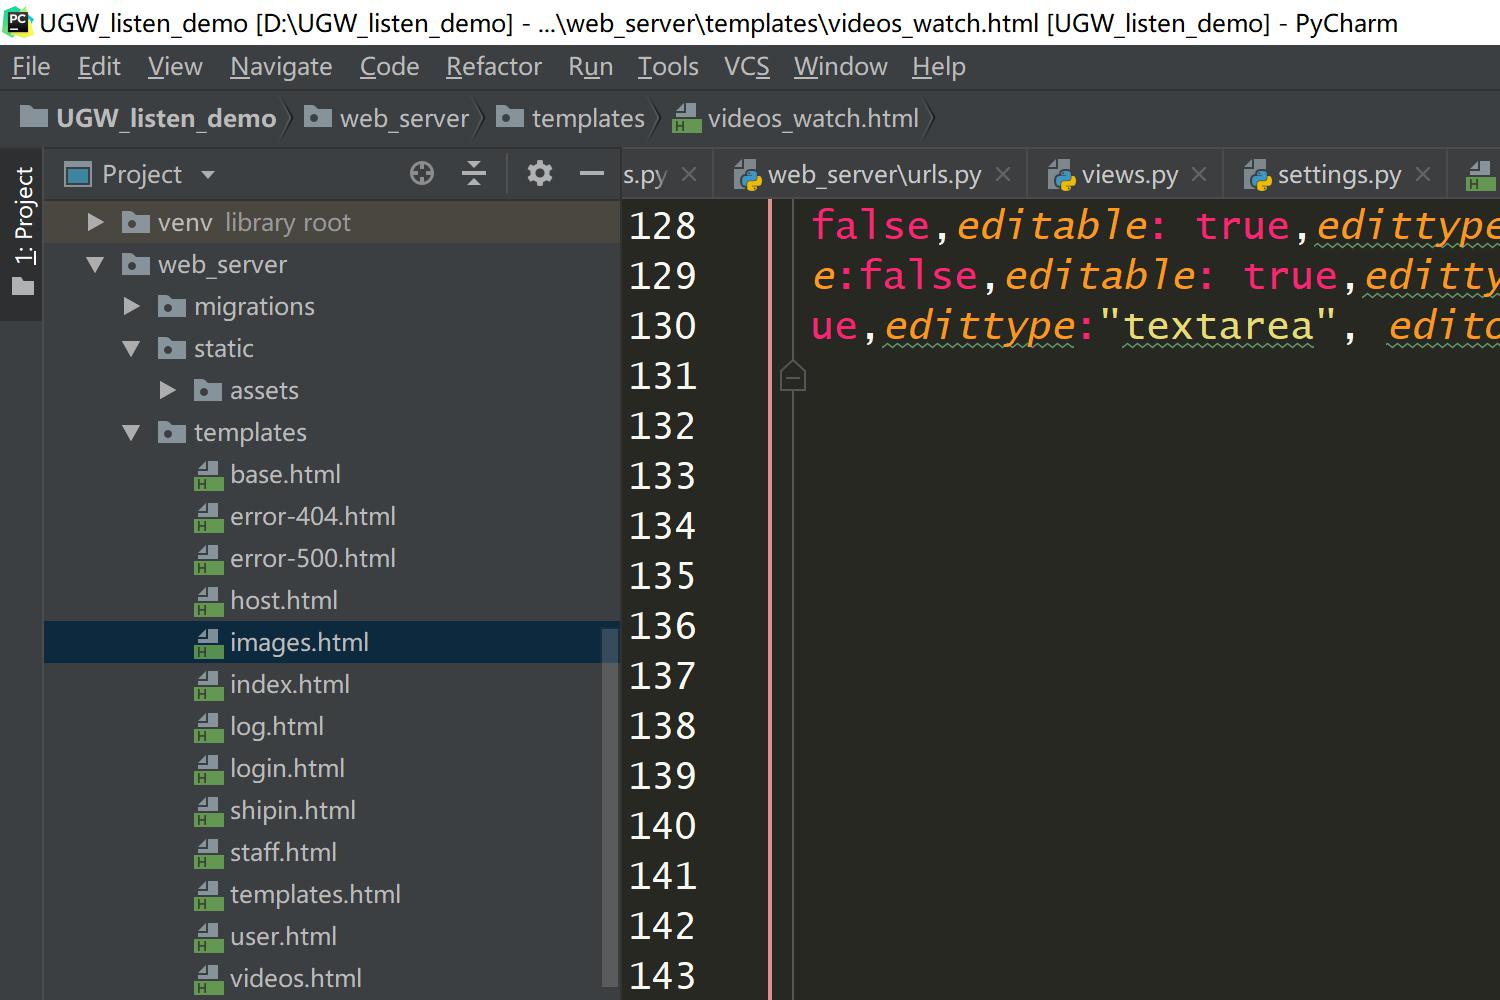 PC UGW_listen_demo [D:\UGW_listen_demo] - ...\web_server\templates\videos_watch.html [UGW_listen_demo] - PyCharm
File Edit View Navigate Code Refactor Run Tools VCS Window Help
UGW_listen_demo web_server templates videos_watch.html
1: Project
Project
s.py web_server\urls.py views.py settings.py
venv library root
web_server
migrations
static
assets
templates
base.html
error-404.html
error-500.html
host.html
images.html
index.html
log.html
login.html
shipin.html
staff.html
templates.html
user.html
videos.html
128 false,editable: true,edittype
129 e:false,editable: true,editty
130 ue,edittype:"textarea", edito
131
132
133
134
135
136
137
138
139
140
141
142
143